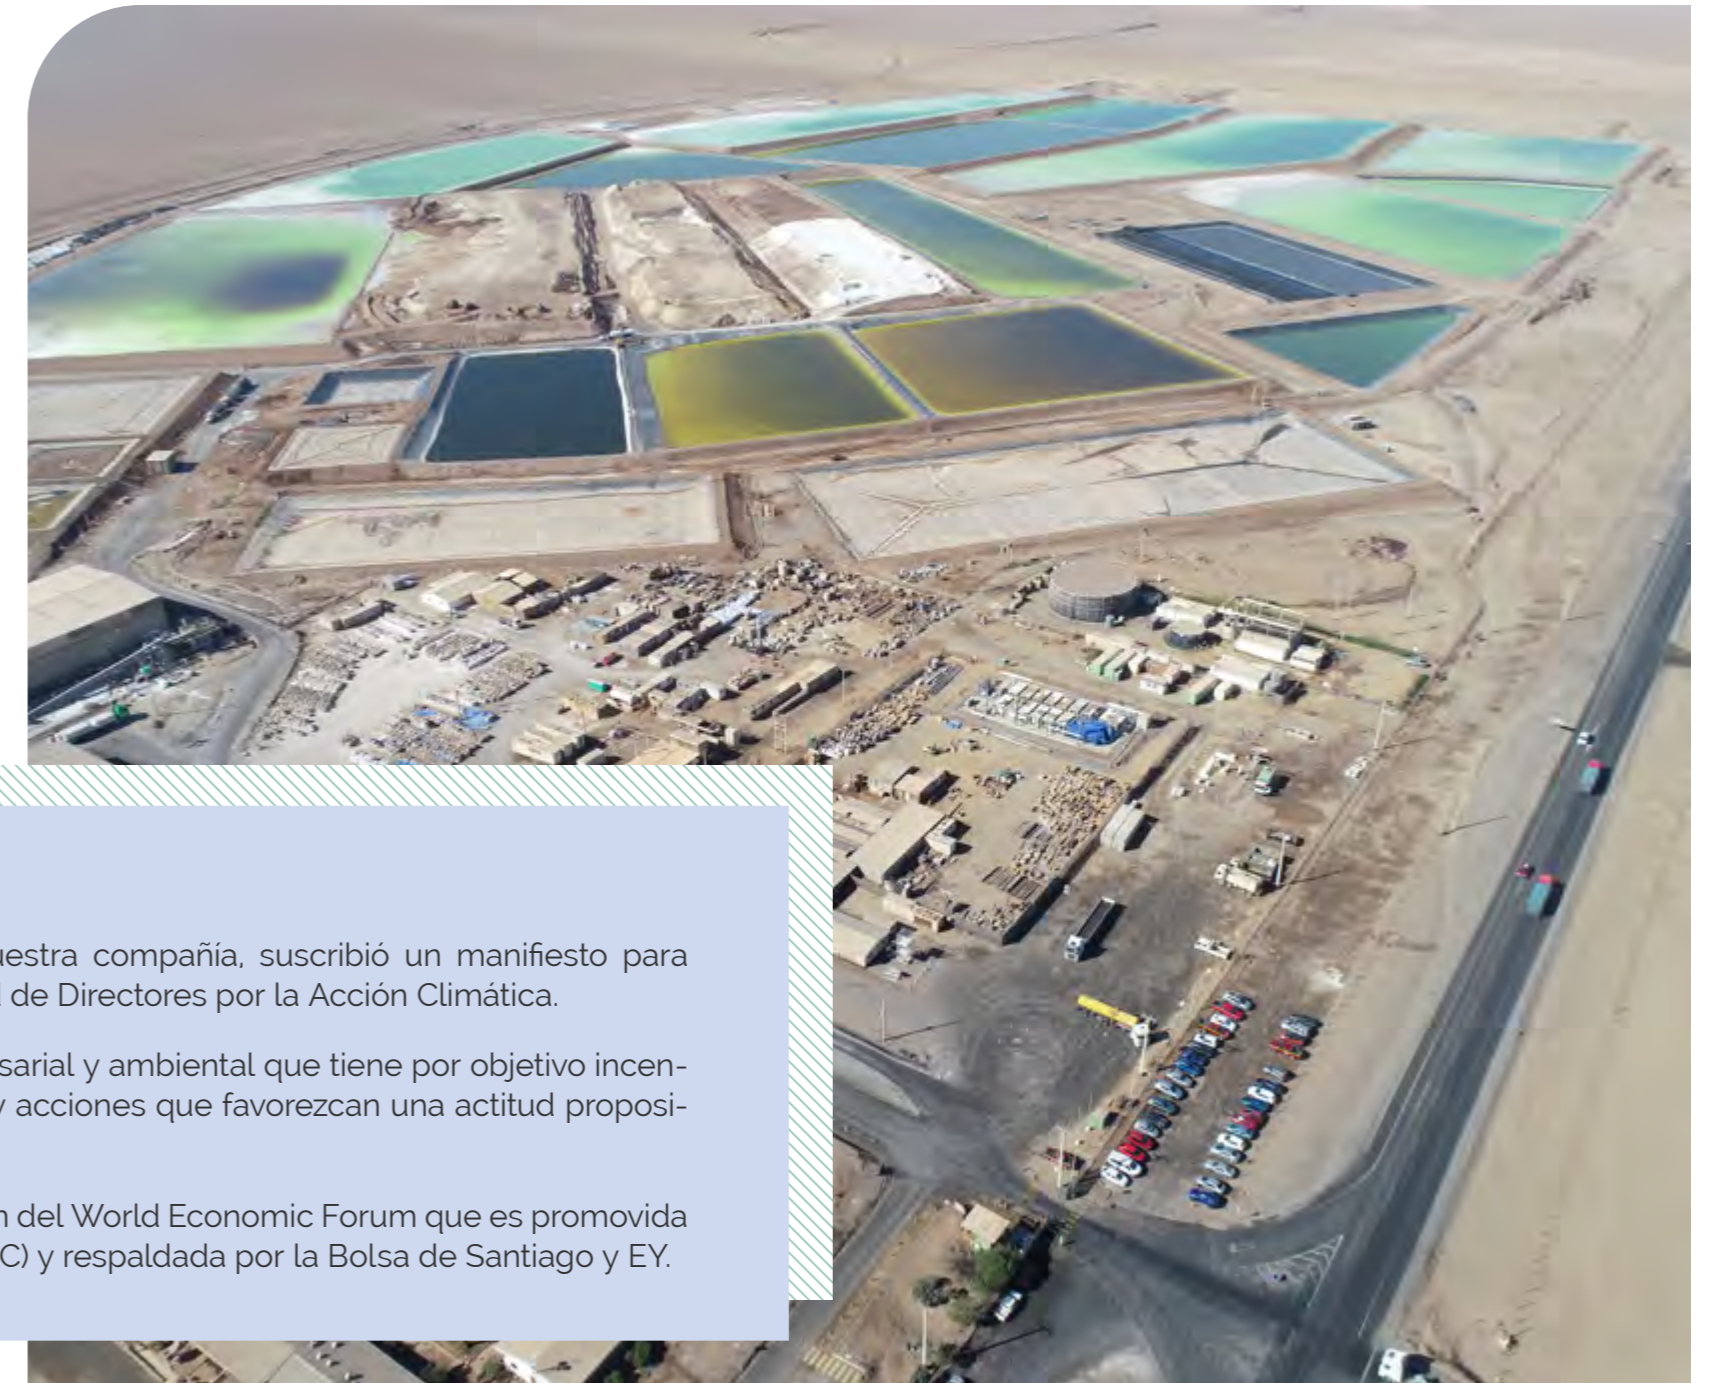 uestra compañía, suscribió un manifiesto para
de Directores por la Acción Climática.
sarial y ambiental que tiene por objetivo incen-
y acciones que favorezcan una actitud proposi-
del World Economic Forum que es promovida
C) y respaldada por la Bolsa de Santiago y EY.